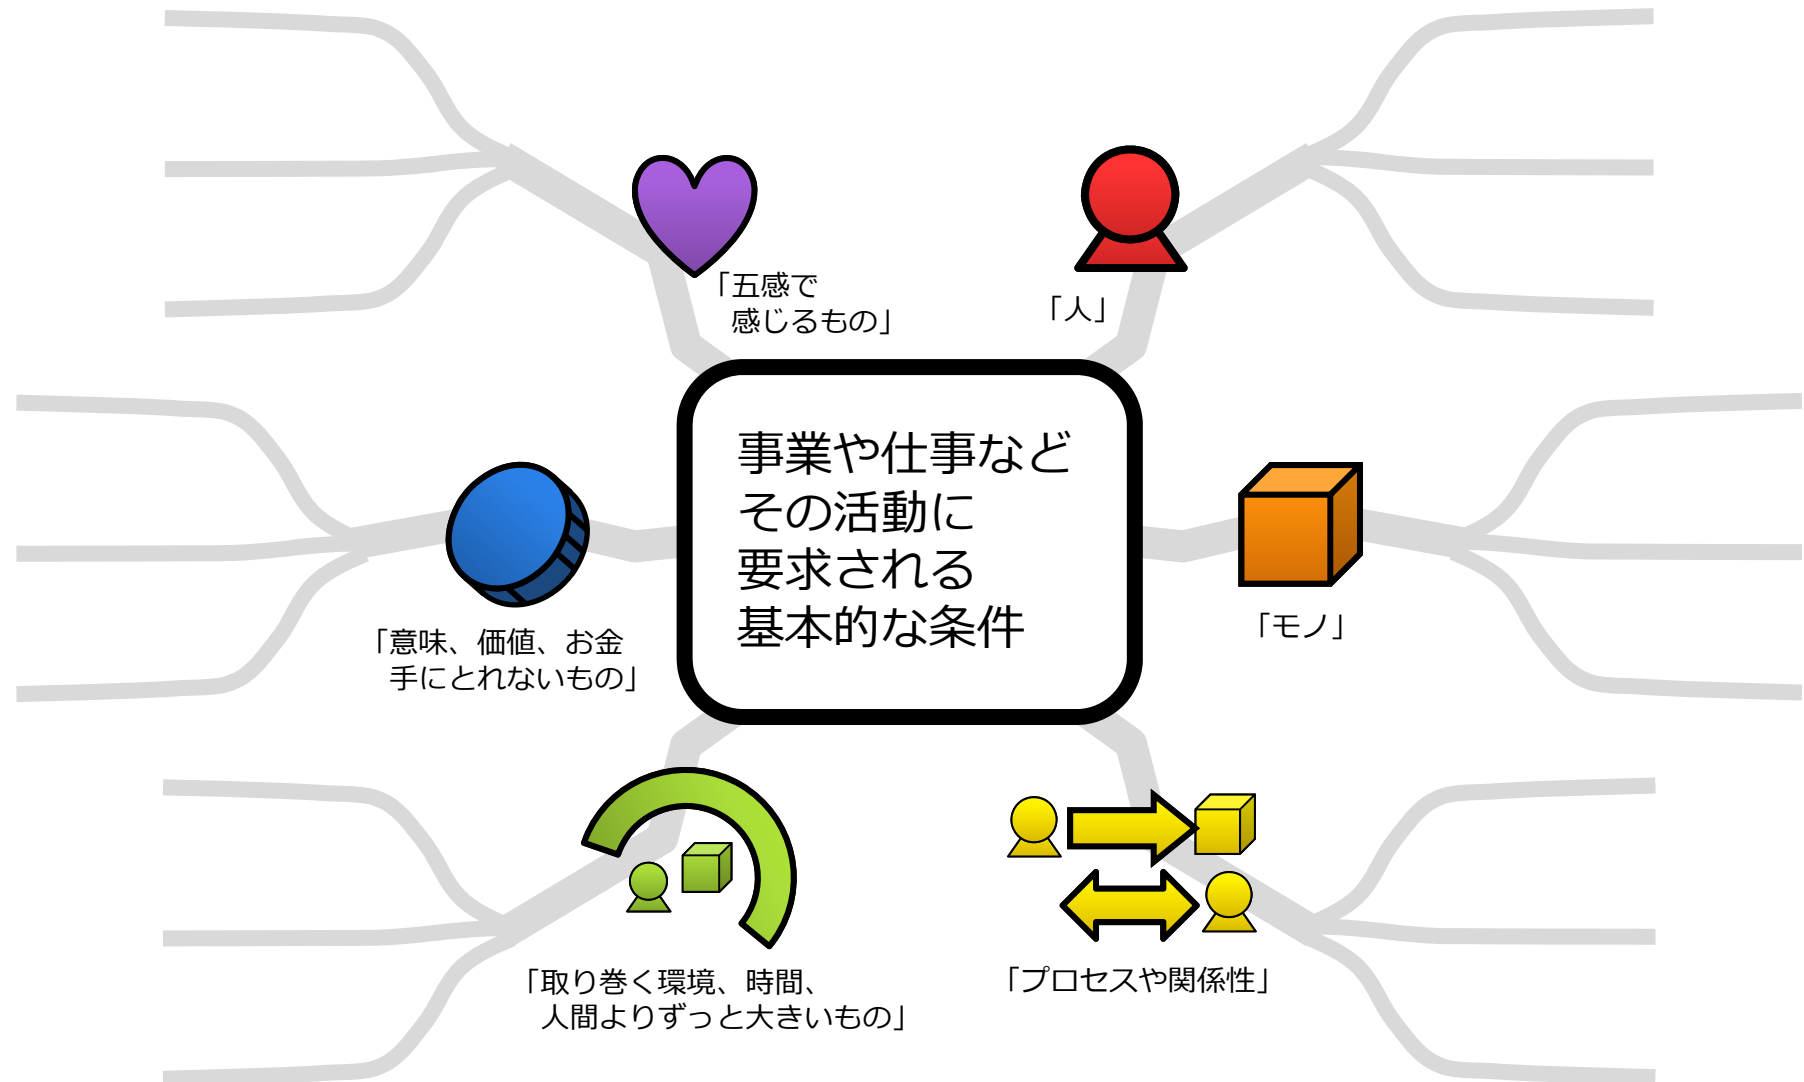 「五感で
感じるもの」
「人」
事業や仕事など
その活動に
要求される
基本的な条件
「意味、価値、お金
手にとれないもの」
「モノ」
「取り巻く環境、時間、
人間よりずっと大きいもの」
「プロセスや関係性」